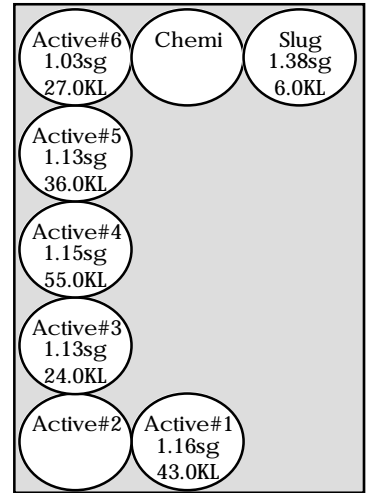 Active#6
1.03sg
27.0KL
Chemi
Slug
1.38sg
6.0KL
Active#5
1.13sg
36.0KL
Active#4
1.15sg
55.0KL
Active#3
1.13sg
24.0KL
Active#2
Active#1
1.16sg
43.0KL